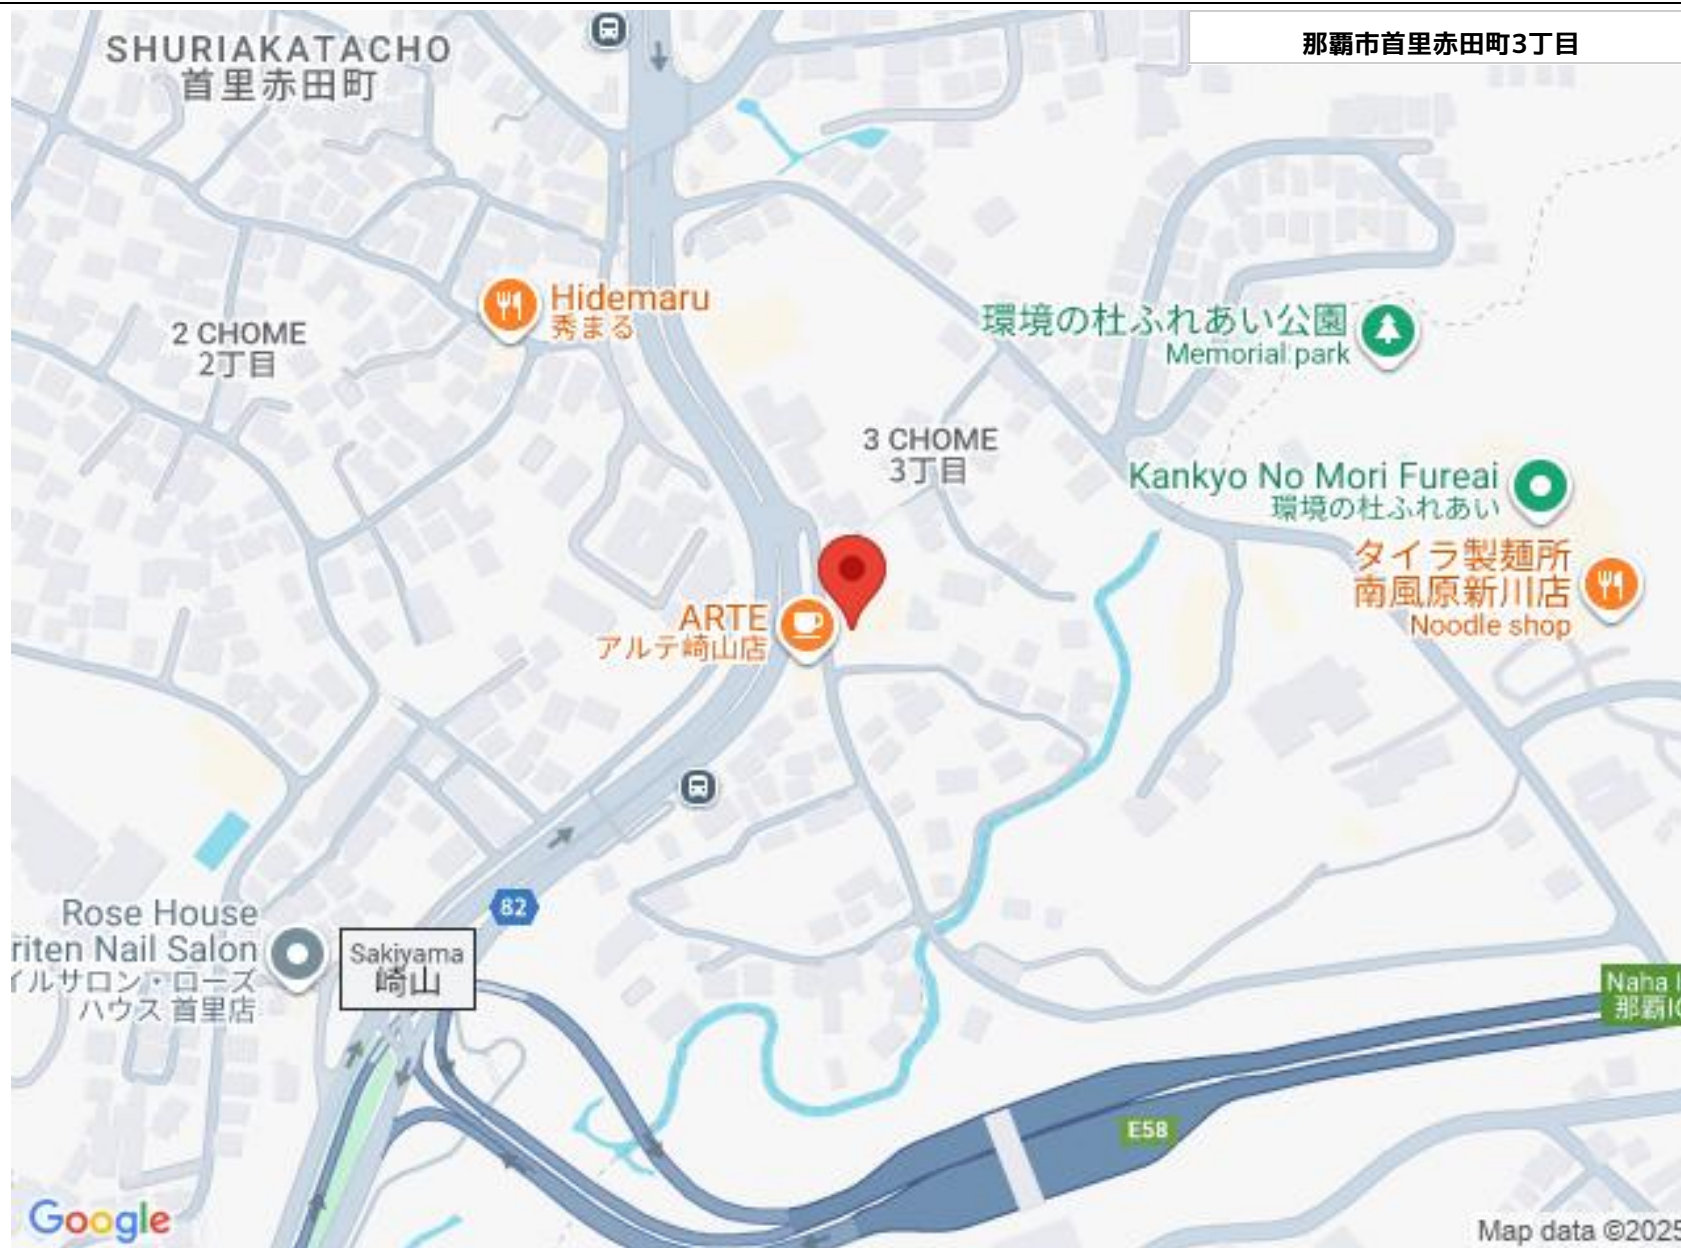 那覇市首里赤田町3丁目
SHURIAKATACHO
首里赤田町
Hidemaru
秀まる
2 CHOME
2丁目
環境の杜ふれあい公園
Memorial park
3 CHOME
3丁目
Kankyo No Mori Fureai
環境の杜ふれあい
タイラ製麺所
南風原新川店
Noodle shop
ARTE
アルテ崎山店
82
Rose House
riten Nail Salon
イルサロン・ローズ
ハウス 首里店
Sakiyama
崎山
Naha I
那覇IC
E58
Google
Map data ©2025